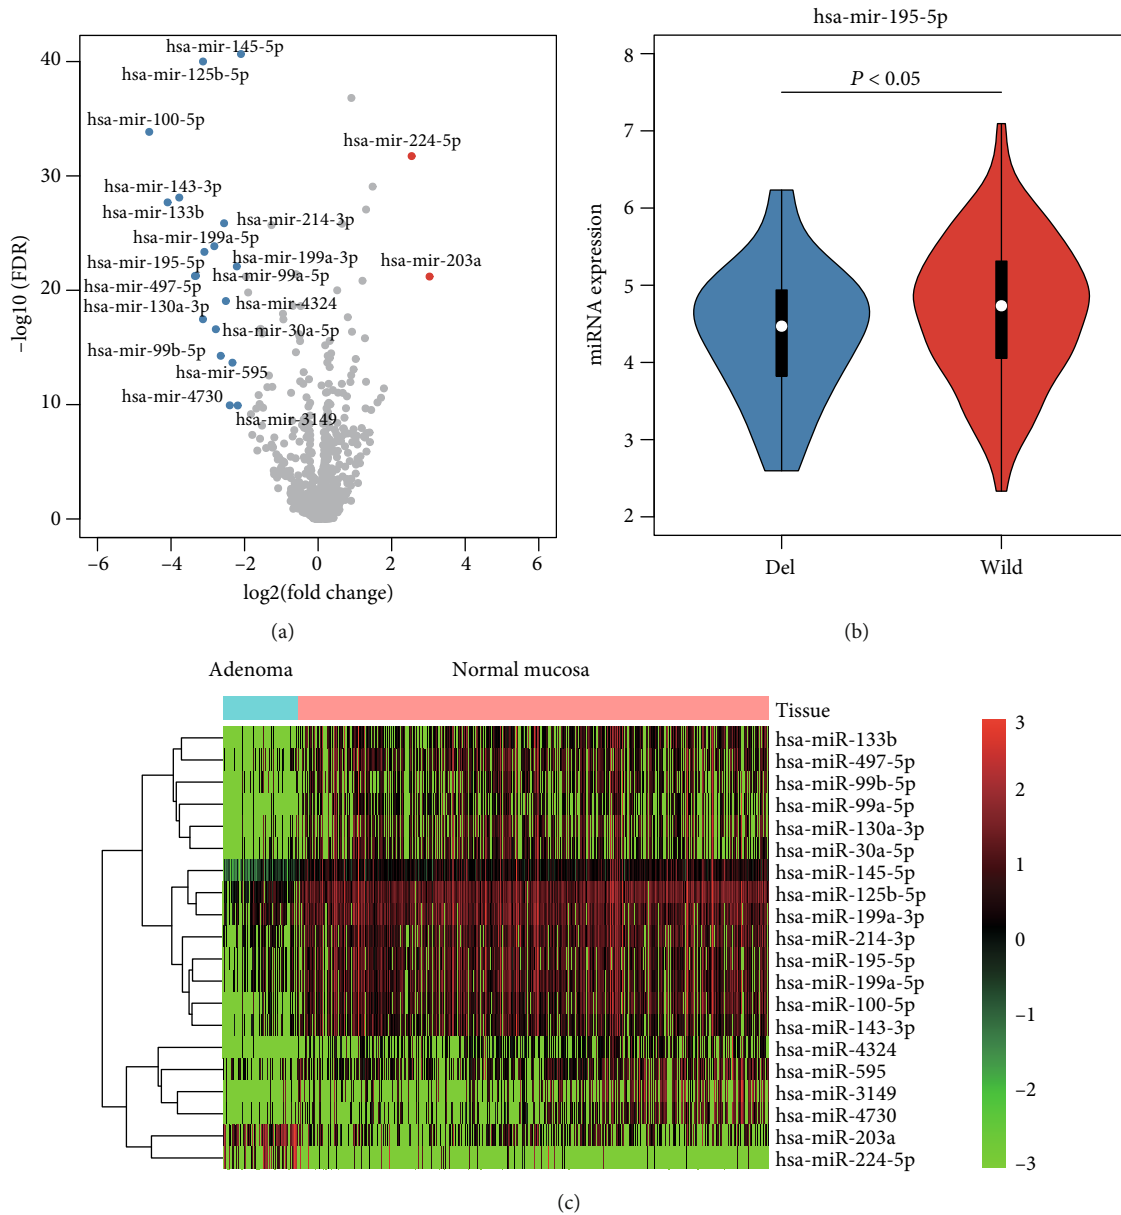 hsa-mir-145-5p
hsa-mir-125b-5p
hsa-mir-100-5p
hsa-mir-224-5p
hsa-mir-143-3p
hsa-mir-133b
hsa-mir-214-3p
hsa-mir-199a-5p
hsa-mir-199a-3p
hsa-mir-203a
hsa-mir-195-5p
hsa-mir-99a-5p
hsa-mir-497-5p
hsa-mir-130a-3p
hsa-mir-4324
hsa-mir-30a-5p
hsa-mir-99b-5p
hsa-mir-595
hsa-mir-4730
hsa-mir-3149
40
30
20
10
0
−log10 (FDR)
−6 −4 −2 0 2 4 6
log2(fold change)
(a)
hsa-mir-195-5p
P < 0.05
8
7
6
5
4
3
2
miRNA expression
Del Wild
(b)
Adenoma Normal mucosa
Tissue
hsa-miR-133b
hsa-miR-497-5p
hsa-miR-99b-5p
hsa-miR-99a-5p
hsa-miR-130a-3p
hsa-miR-30a-5p
hsa-miR-145-5p
hsa-miR-125b-5p
hsa-miR-199a-3p
hsa-miR-214-3p
hsa-miR-195-5p
hsa-miR-199a-5p
hsa-miR-100-5p
hsa-miR-143-3p
hsa-miR-4324
hsa-miR-595
hsa-miR-3149
hsa-miR-4730
hsa-miR-203a
hsa-miR-224-5p
3
2
1
0
−1
−2
−3
(c)